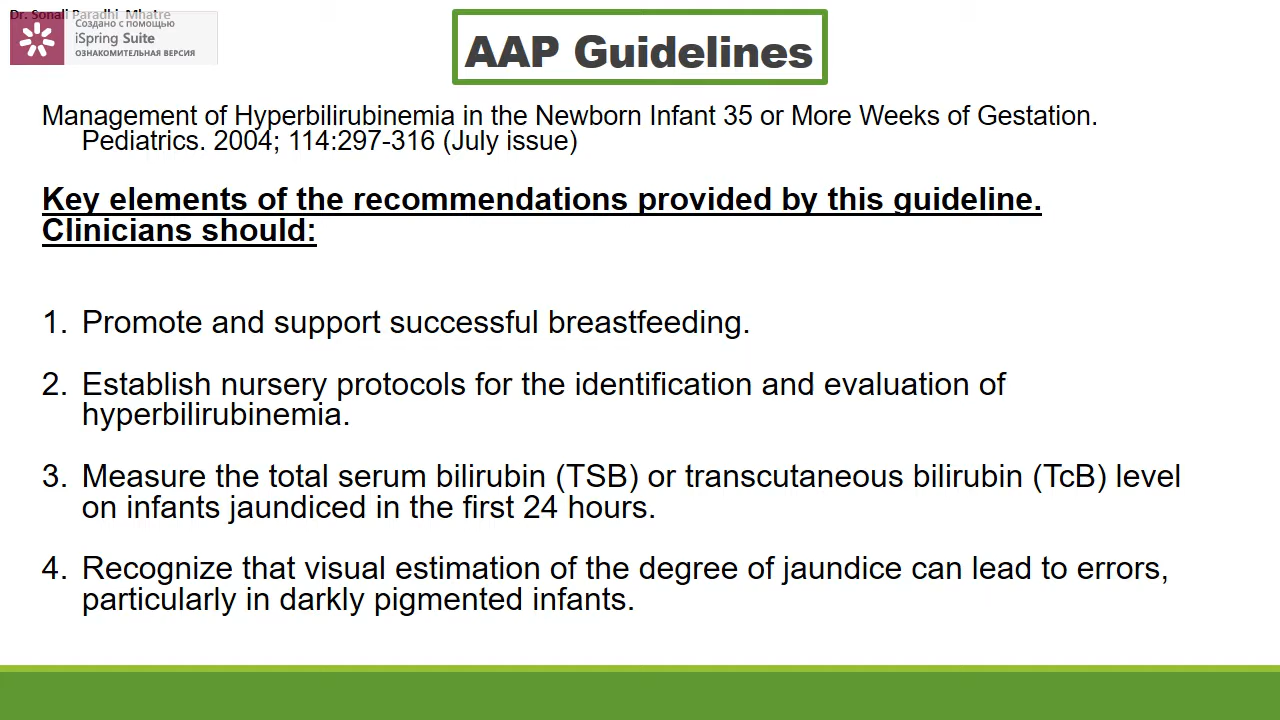 Dr. Sonali Paradhi Mhatre
Создано с помощью
iSpring Suite
ОЗНАКОМИТЕЛЬНАЯ ВЕРСИЯ
AAP Guidelines
Management of Hyperbilirubinemia in the Newborn Infant 35 or More Weeks of Gestation.
Pediatrics. 2004; 114:297-316 (July issue)
Key elements of the recommendations provided by this guideline.
Clinicians should:
1. Promote and support successful breastfeeding.
2. Establish nursery protocols for the identification and evaluation of
hyperbilirubinemia.
3. Measure the total serum bilirubin (TSB) or transcutaneous bilirubin (TcB) level
on infants jaundiced in the first 24 hours.
4. Recognize that visual estimation of the degree of jaundice can lead to errors,
particularly in darkly pigmented infants.